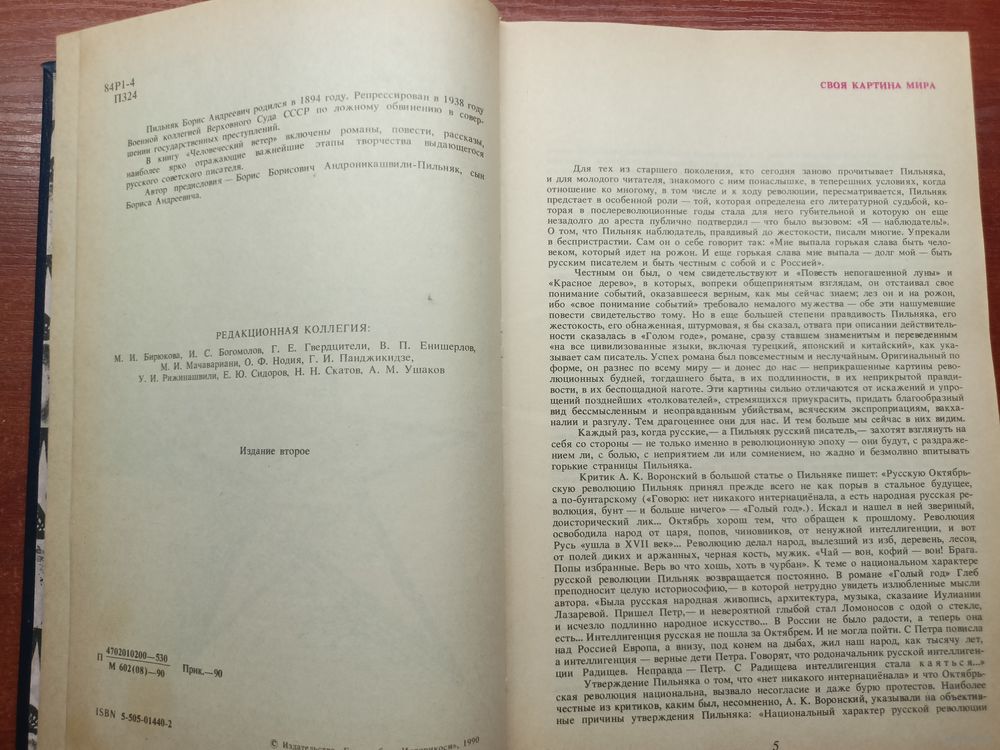 84Р1-4
П324
Пильняк Борис Андреевич родился в 1894 году. Репрессирован в 1938 году
Военной коллегией Верховного Суда СССР по ложному обвинению в совер-
шении государственных преступлений.
В книгу «Человеческий ветер» включены романы, повести, рассказы,
наиболее ярко отражающие важнейшие этапы творчества выдающегося
русского советского писателя.
Автор предисловия — Борис Борисович Андроникашвили-Пильняк, сын
Бориса Андреевича.
РЕДАКЦИОННАЯ КОЛЛЕГИЯ:
М. И. Бирюкова, И. С. Богомолов, Г. Е. Гвердцители, В. П. Енишерлов,
М. И. Мачавариани, О. Ф. Нодия, Г. И. Панджикидзе,
У. И. Рижинашвили, Е. Ю. Сидоров, Н. Н. Скатов, А. М. Ушаков
Издание второе
П 4702010200—530
М 602(08)—90 Прик.—90
ISBN 5-505-01440-2
© Издательство 1990
СВОЯ КАРТИНА МИРА
Для тех из старшего поколения, кто сегодня заново прочитывает Пильняка,
и для молодого читателя, знакомого с ним понаслышке, в теперешних условиях, когда
отношение ко многому, в том числе и к ходу революции, пересматривается, Пильняк
предстает в особенной роли — той, которая определена его литературной судьбой, ко-
торая в послереволюционные годы стала для него губительной и которую он еще
незадолго до ареста публично подтвердил — что было вызовом: «Я — наблюдатель!».
О том, что Пильняк наблюдатель, правдивый до жестокости, писали многие. Упрекали
в беспристрастии. Сам он о себе говорит так: «Мне выпала горькая слава быть чело-
веком, который идет на рожон. И еще горькая слава мне выпала — долг мой — быть
русским писателем и быть честным с собой и с Россией».
Честным он был, о чем свидетельствуют и «Повесть непогашенной луны» и
«Красное дерево», в которых, вопреки общепринятым взглядам, он отстаивал свое
понимание событий, оказавшееся верным, как мы сейчас знаем; лез он и на рожон,
ибо «свое понимание событий» требовало немалого мужества — обе эти нашумевшие
повести свидетельство тому. Но в еще большей степени правдивость Пильняка, его
жестокость, его обнаженная, штурмовая, я бы сказал, отвага при описании действитель-
ности сказалась в «Голом годе», романе, сразу ставшем знаменитым и переведенным
«на все цивилизованные языки, включая турецкий, японский и китайский», как ука-
зывает сам писатель. Успех романа был повсеместным и неслучайным. Оригинальный по
форме, он разнес по всему миру — и донес до нас — неприкрашенные картины рево-
люционных будней, тогдашнего быта, в их подлинности, в их неприкрытой правди-
вости, в их беспощадной наготе. Эти картины сильно отличаются от искажений и упро-
щений позднейших «толкователей», стремящихся приукрасить, придать благообразный
вид бессмысленным и неоправданным убийствам, всяческим экспроприациям, вакха-
налии и разгулу. Тем драгоценнее они для нас. И тем больше мы сейчас в них видим.
Каждый раз, когда русские,— а Пильняк русский писатель,— захотят взглянуть на
себя со стороны — не только именно в революционную эпоху — они будут, с раздраже-
нием ли, с болью, с неприятием ли или сомнением, но жадно и безмолвно впитывать
горькие страницы Пильняка.
Критик А. К. Воронский в большой статье о Пильняке пишет: «Русскую Октябрь-
скую революцию Пильняк принял прежде всего не как порыв в стальное будущее,
а по-бунтарскому («Говорю: нет никакого интернациёнала, а есть народная русская ре-
волюция, бунт — и больше ничего» — «Голый год».). Искал и нашел в ней звериный,
доисторический лик... Октябрь хорош тем, что обращен к прошлому. Революция
освободила народ от царя, попов, чиновников, от ненужной интеллигенции, и вот
Русь «ушла в XVII век»... Революцию делал народ, вылезший из изб, деревень, лесов,
от полей диких и аржанных, черная кость, мужик. «Чай — вон, кофий — вон! Брага.
Попы избранные. Верь во что хошь, хоть в чурбан». К теме о национальном характере
русской революции Пильняк возвращается постоянно. В романе «Голый год» Глеб
преподносит целую историософию,— в которой нетрудно увидеть излюбленные мысли
автора. «Была русская народная живопись, архитектура, музыка, сказание Иулиании
Лазаревой. Пришел Петр,— и невероятной глыбой стал Ломоносов с одой о стекле,
и исчезло подлинно народное искусство... В России не было радости, а теперь она
есть... Интеллигенция русская не пошла за Октябрем. И не могла пойти. С Петра повисла
над Россией Европа, а внизу, под конем на дыбах, жил наш народ, как тысячу лет,
а интеллигенция — верные дети Петра. Говорят, что родоначальник русской интеллиген-
ции Радищев. Неправда — Петр. С Радищева интеллигенция стала каяться...»
Утверждение Пильняка о том, что «нет никакого интернациёнала» и что Октябрь-
ская революция национальна, вызвало несогласие и даже бурю протестов. Наиболее
честные из критиков, каким был, несомненно, А. К. Воронский, указывали на объектив-
ные причины утверждения Пильняка: «Национальный характер русской революции
5